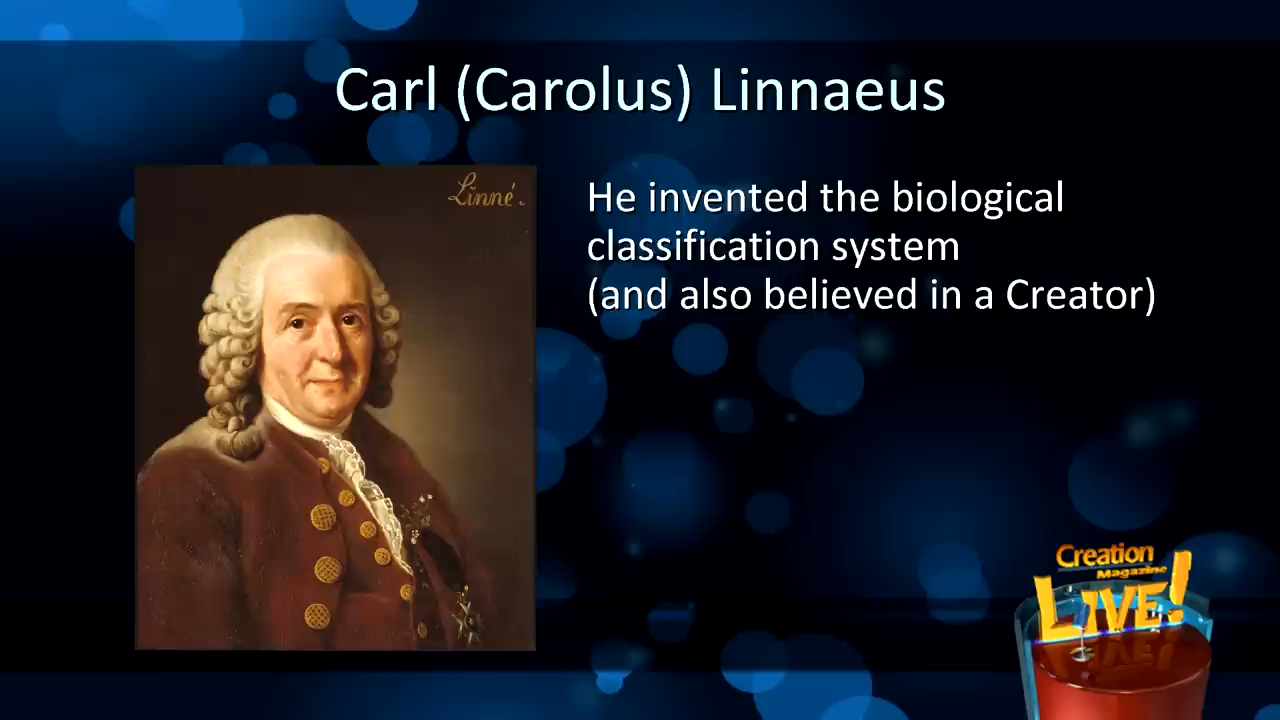 Carl (Carolus) Linnaeus
Linné.
He invented the biological
classification system
(and also believed in a Creator)
Creation
Magazine
LIVE!